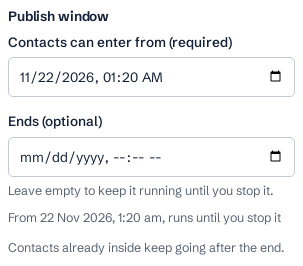 Publish window
Contacts can enter from (required)
11/22/2026, 01:20 AM
Ends (optional)
mm/dd/yyyy, --:-- --
Leave empty to keep it running until you stop it.
From 22 Nov 2026, 1:20 am, runs until you stop it
Contacts already inside keep going after the end.